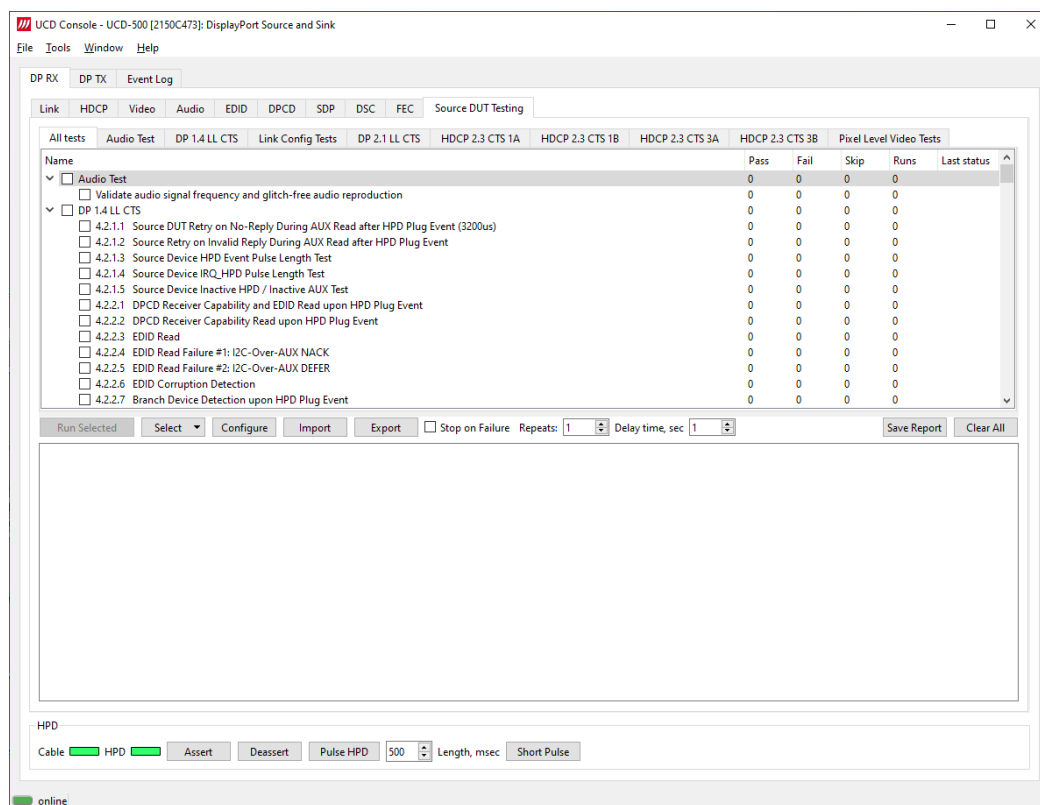 UCD Console - UCD-500 [2150C473]: DisplayPort Source and Sink
File Tools Window Help
DP RX DP TX Event Log
Link HDCP Video Audio EDID DPCD SDP DSC FEC Source DUT Testing
All tests Audio Test DP 1.4 LL CTS Link Config Tests DP 2.1 LL CTS HDCP 2.3 CTS 1A HDCP 2.3 CTS 1B HDCP 2.3 CTS 3A HDCP 2.3 CTS 3B Pixel Level Video Tests
Name Pass Fail Skip Runs Last status
Audio Test 0 0 0 0
Validate audio signal frequency and glitch-free audio reproduction 0 0 0 0
DP 1.4 LL CTS 0 0 0 0
4.2.1.1 Source DUT Retry on No-Reply During AUX Read after HPD Plug Event (3200us) 0 0 0 0
4.2.1.2 Source Retry on Invalid Reply During AUX Read after HPD Plug Event 0 0 0 0
4.2.1.3 Source Device HPD Event Pulse Length Test 0 0 0 0
4.2.1.4 Source Device IRQ_HPD Pulse Length Test 0 0 0 0
4.2.1.5 Source Device Inactive HPD / Inactive AUX Test 0 0 0 0
4.2.2.1 DPCD Receiver Capability and EDID Read upon HPD Plug Event 0 0 0 0
4.2.2.2 DPCD Receiver Capability Read upon HPD Plug Event 0 0 0 0
4.2.2.3 EDID Read 0 0 0 0
4.2.2.4 EDID Read Failure #1: I2C-Over-AUX NACK 0 0 0 0
4.2.2.5 EDID Read Failure #2: I2C-Over-AUX DEFER 0 0 0 0
4.2.2.6 EDID Corruption Detection 0 0 0 0
4.2.2.7 Branch Device Detection upon HPD Plug Event 0 0 0 0
Run Selected Select Configure Import Export Stop on Failure Repeats: 1 Delay time, sec 1 Save Report Clear All
HPD
Cable HPD Assert Deassert Pulse HPD 500 Length, msec Short Pulse
online